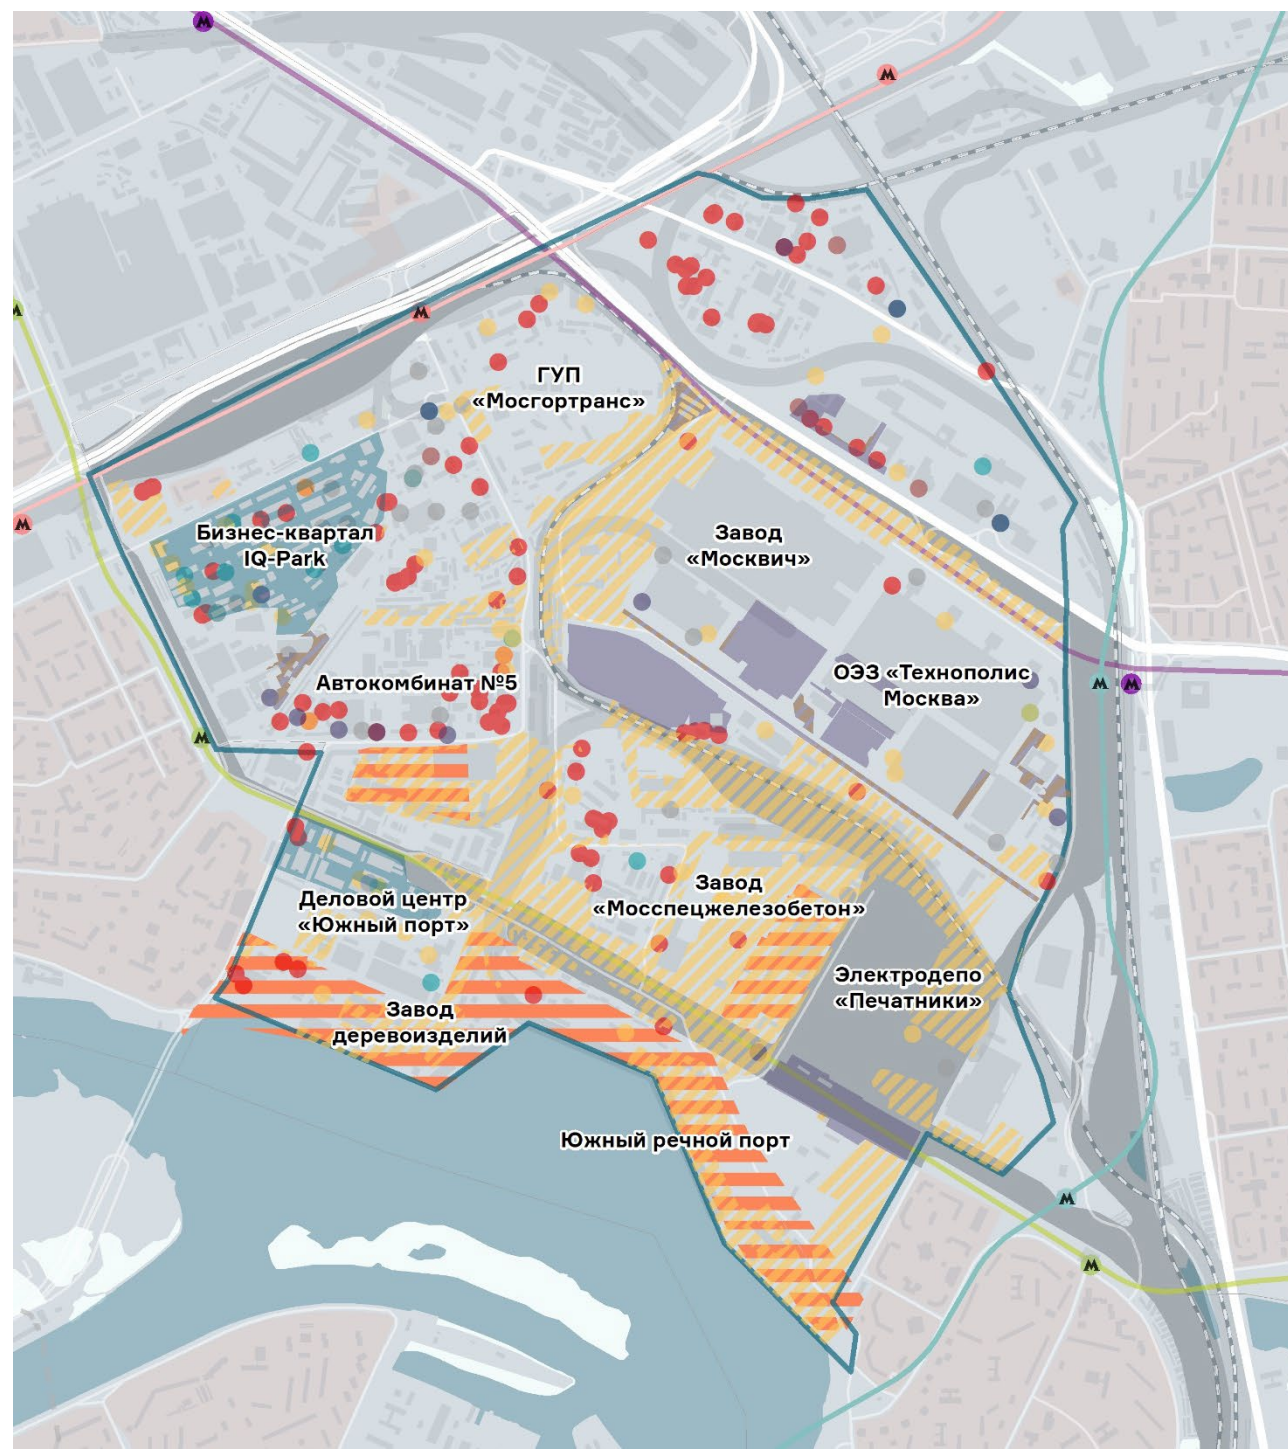 М
М
М
М
ГУП
«Мосгортранс»
М
Бизнес-квартал
IQ-Park
Завод
«Москвич»
Автокомбинат №5
ОЭЗ «Технополис
Москва»
М
М
М
Деловой центр
«Южный порт»
Завод
«Мосспецжелезобетон»
Электродепо
«Печатники»
Завод
деревоизделий
Южный речной порт
М
М